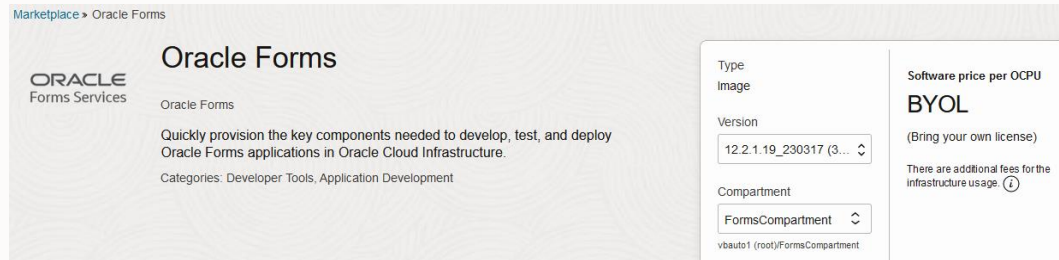 Marketplace » Oracle Forms
ORACLE
Forms Services
Oracle Forms
Oracle Forms
Quickly provision the key components needed to develop, test, and deploy
Oracle Forms applications in Oracle Cloud Infrastructure.
Categories: Developer Tools, Application Development
Type
Image
Version
12.2.1.19_230317 (3...
Compartment
FormsCompartment
vbauto1 (root)/FormsCompartment
Software price per OCPU
BYOL
(Bring your own license)
There are additional fees for the
infrastructure usage. i